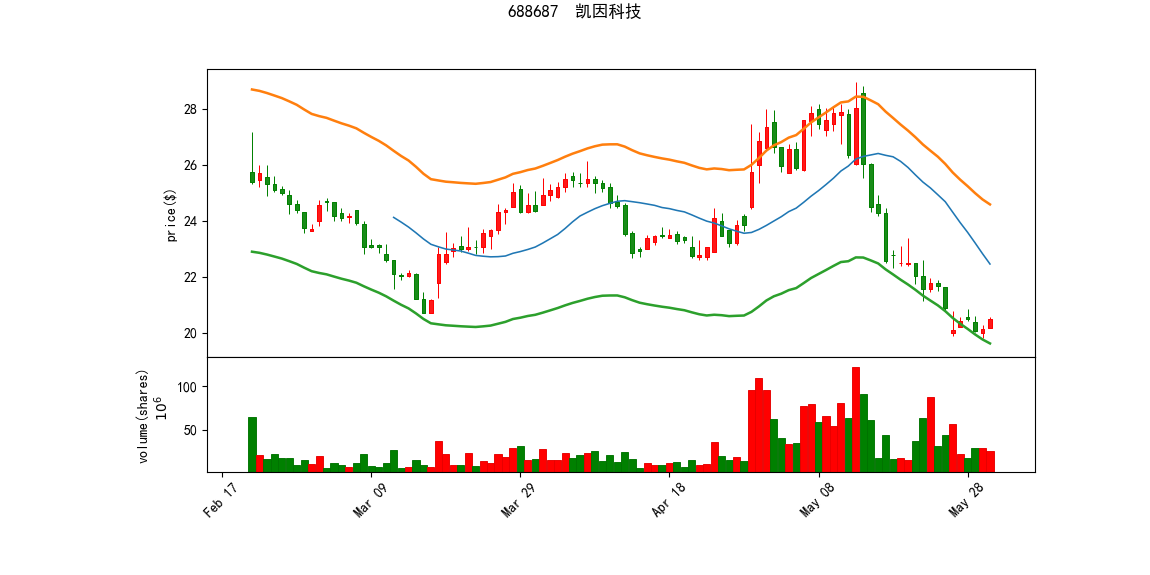 688687 凯因科技
price($)
28
26
24
22
20
volume(shares)
10^6
100
50
Feb 17
Mar 09
Mar 29
Apr 18
May 08
May 28